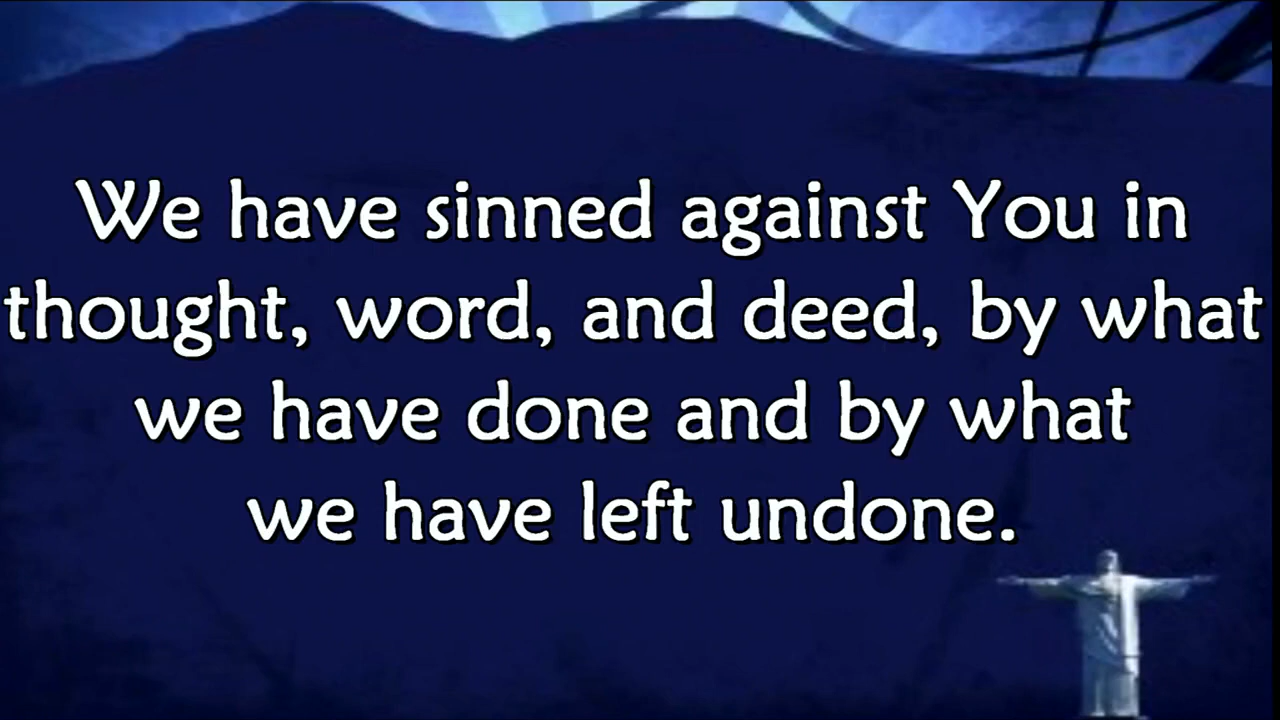 We have sinned against You in
thought, word, and deed, by what
we have done and by what
we have left undone.